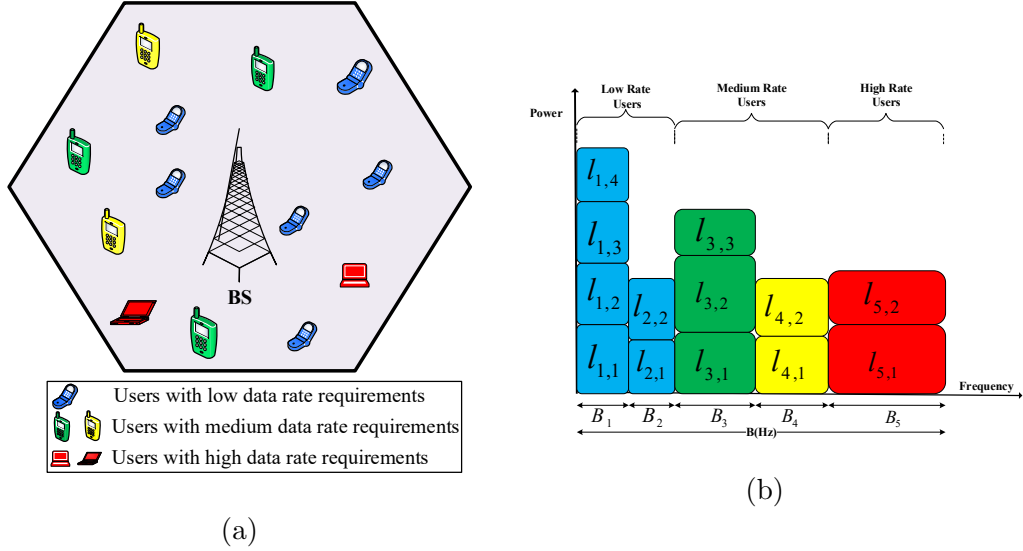 BS
Users with low data rate requirements
Users with medium data rate requirements
Users with high data rate requirements
(a)
Low Rate
Users
Medium Rate
Users
High Rate
Users
Power
l1,4
l1,3
l1,2
l1,1
l2,2
l2,1
l3,3
l3,2
l3,1
l4,2
l4,1
l5,2
l5,1
Frequency
B1 B2 B3 B4 B5
B(Hz)
(b)